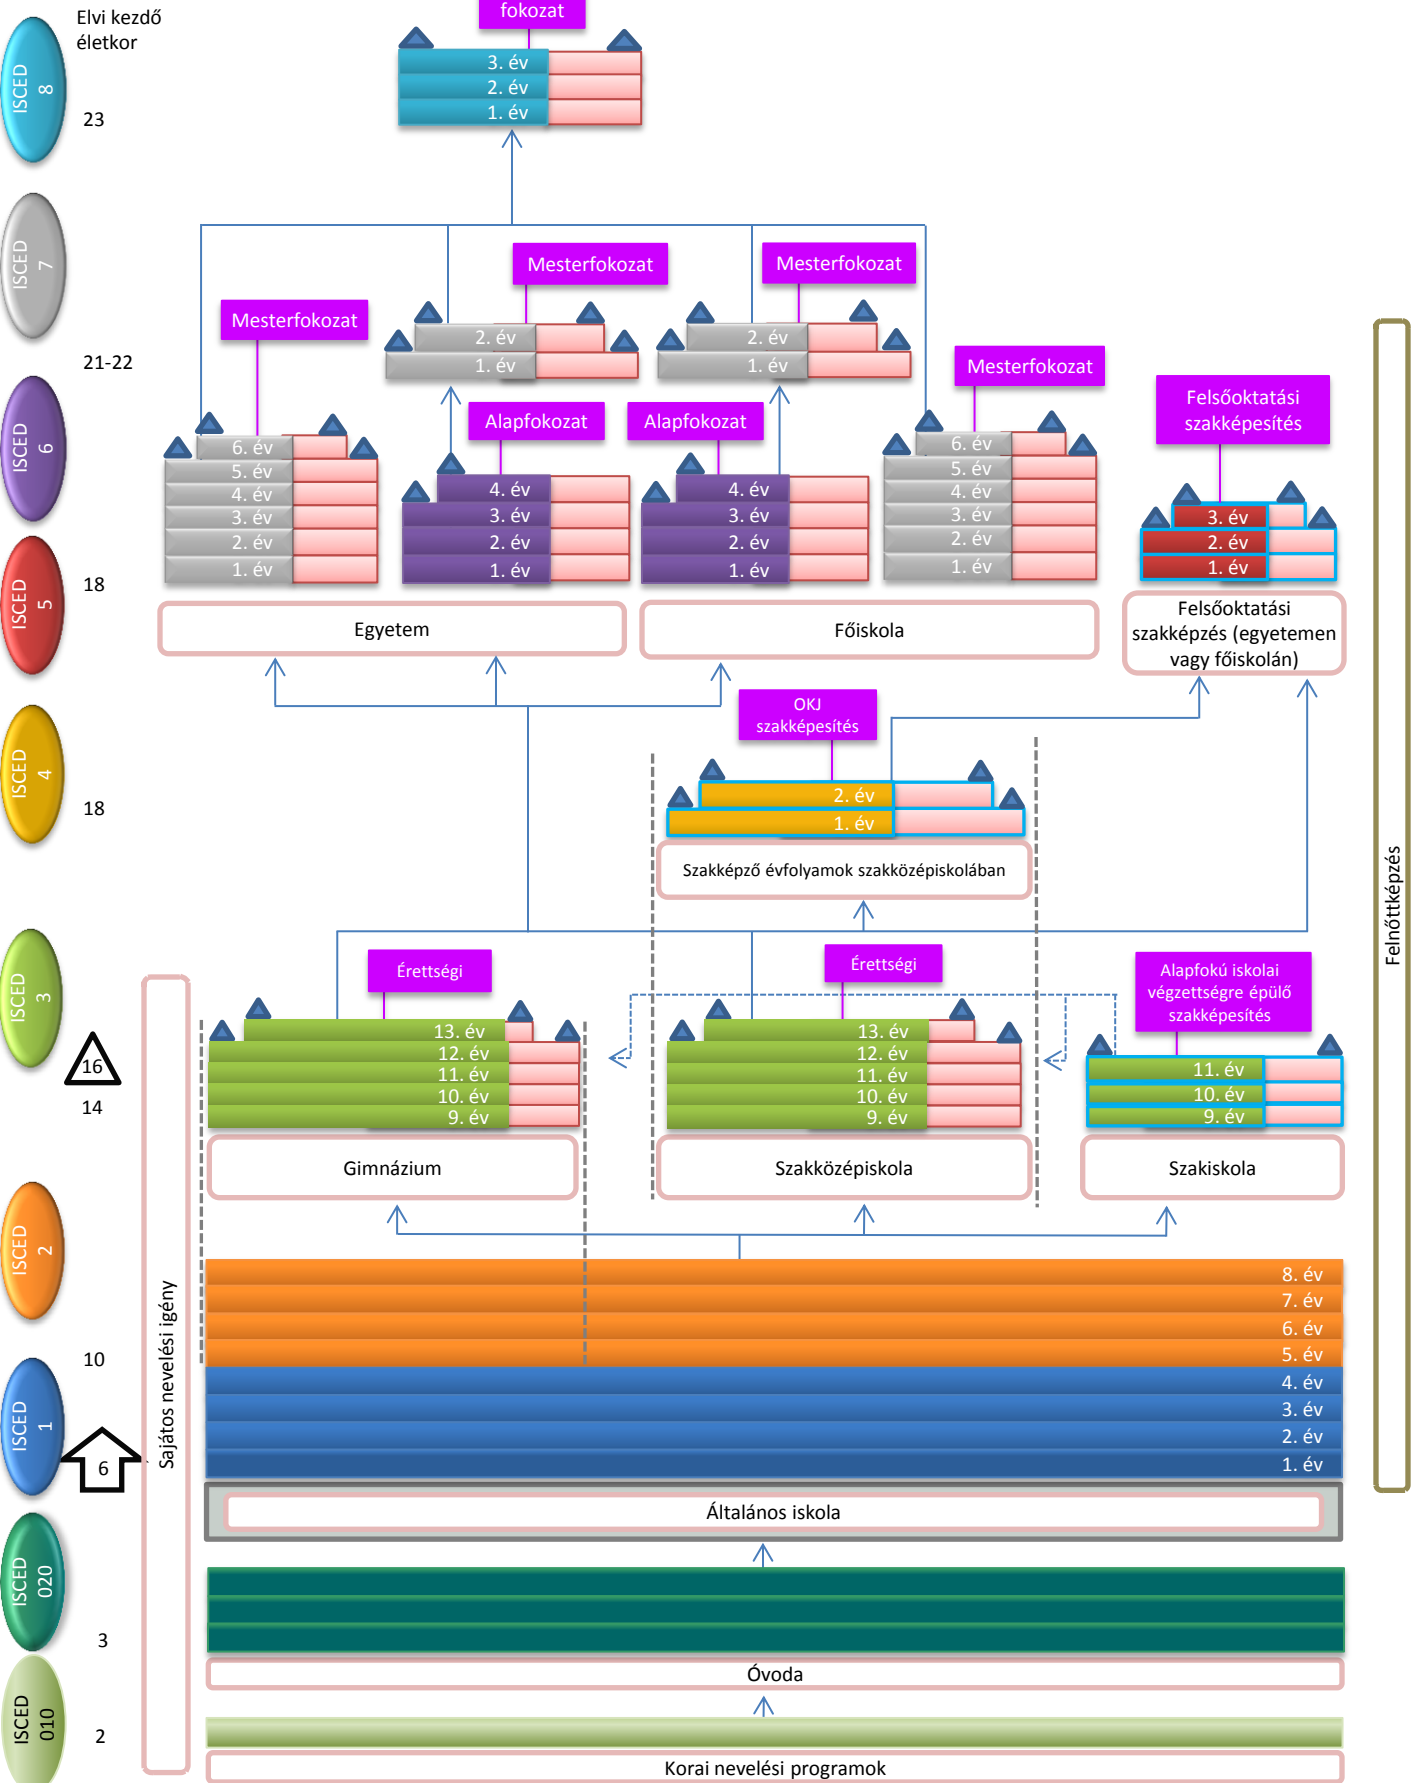 Elvi kezdő
életkor
fokozat
ISCED
8
3. év
2. év
1. év
23
ISCED
7
Mesterfokozat
Mesterfokozat
Mesterfokozat
2. év
1. év
2. év
1. év
21-22
Mesterfokozat
ISCED
6
Alapfokozat
Alapfokozat
Felsőoktatási
szakképesítés
6. év
5. év
4. év
3. év
2. év
1. év
4. év
3. év
2. év
1. év
4. év
3. év
2. év
1. év
6. év
5. év
4. év
3. év
2. év
1. év
3. év
2. év
1. év
ISCED
5
18
Egyetem
Főiskola
Felsőoktatási
szakképzés (egyetemen
vagy főiskolán)
OKJ
szakképesítés
ISCED
4
18
2. év
1. év
Szakképző évfolyamok szakközépiskolában
Felnőttképzés
ISCED
3
Érettségi
Érettségi
Alapfokú iskolai
végzettségre épülő
szakképesítés
16
14
13. év
12. év
11. év
10. év
9. év
13. év
12. év
11. év
10. év
9. év
11. év
10. év
9. év
Gimnázium
Szakközépiskola
Szakiskola
ISCED
2
8. év
7. év
6. év
5. év
10
Sajátos nevelési igény
ISCED
1
4. év
3. év
2. év
1. év
6
Általános iskola
ISCED
020
3
Óvoda
ISCED
010
2
Korai nevelési programok